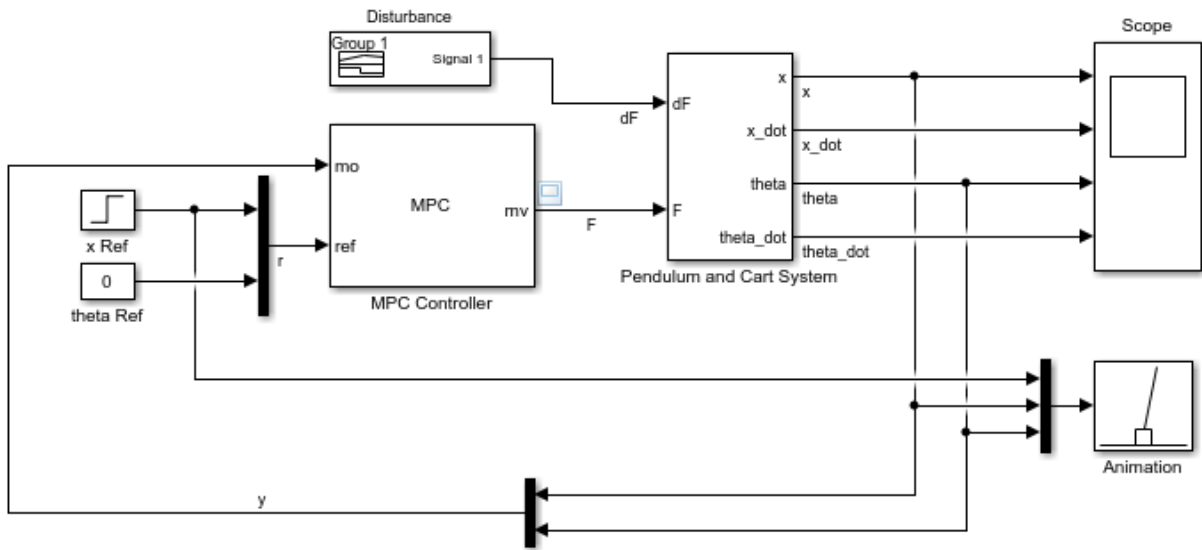 Disturbance
Group 1
Signal 1
dF
MPC Controller
mo
ref
MPC
mv
F
x Ref
0
theta Ref
r
Pendulum and Cart System
dF
F
x
x_dot
theta
theta_dot
x
x_dot
theta
theta_dot
Scope
Animation
y